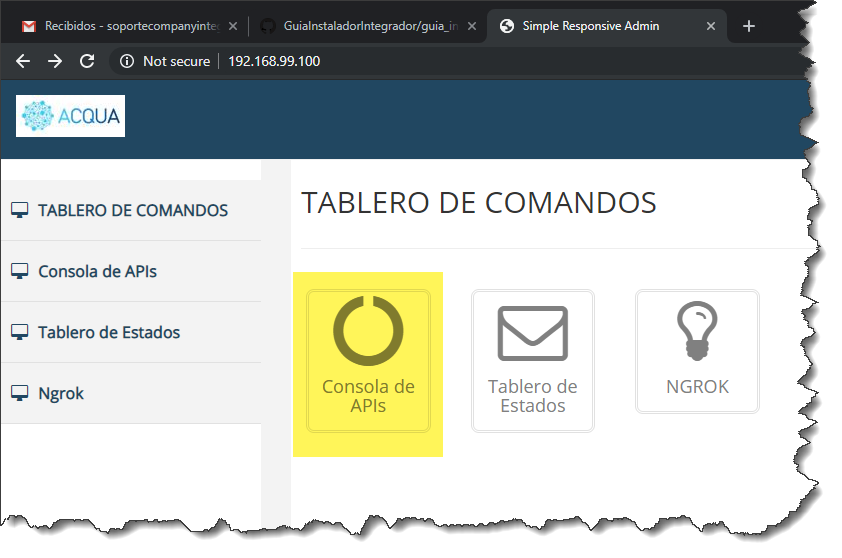 Recibidos - soportecompanyinteg
GuiaInstaladorIntegrador/guia_in
Simple Responsive Admin
Not secure | 192.168.99.100
ACQUA
TABLERO DE COMANDOS
Consola de APIs
Tablero de Estados
Ngrok
TABLERO DE COMANDOS
Consola de
APIs
Tablero de
Estados
NGROK